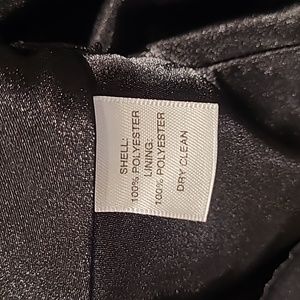 SHELL:
100% POLYESTER
LINING:
100% POLYESTER
DRY CLEAN